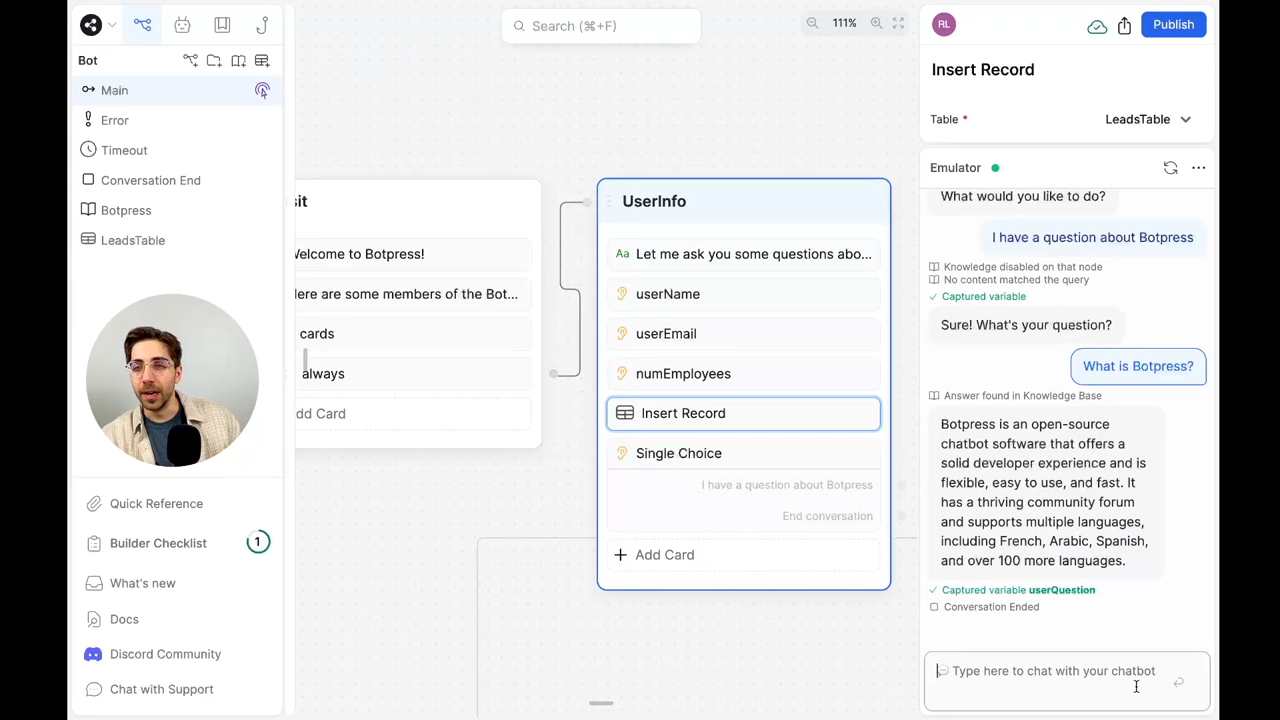 Bot
Main
Error
Timeout
Conversation End
Botpress
LeadsTable
Quick Reference
Builder Checklist
1
What's new
Docs
Discord Community
Chat with Support
Search (⌘+F)
111%
sit
Welcome to Botpress!
Here are some members of the Bot...
cards
always
dd Card
UserInfo
Aa Let me ask you some questions abo...
userName
userEmail
numEmployees
Insert Record
Single Choice
I have a question about Botpress
End conversation
+ Add Card
RL
Publish
Insert Record
Table * LeadsTable
Emulator
What would you like to do?
I have a question about Botpress
Knowledge disabled on that node
No content matched the query
✓ Captured variable
Sure! What's your question?
What is Botpress?
Answer found in Knowledge Base
Botpress is an open-source
chatbot software that offers a
solid developer experience and is
flexible, easy to use, and fast. It
has a thriving community forum
and supports multiple languages,
including French, Arabic, Spanish,
and over 100 more languages.
✓ Captured variable userQuestion
Conversation Ended
Type here to chat with your chatbot